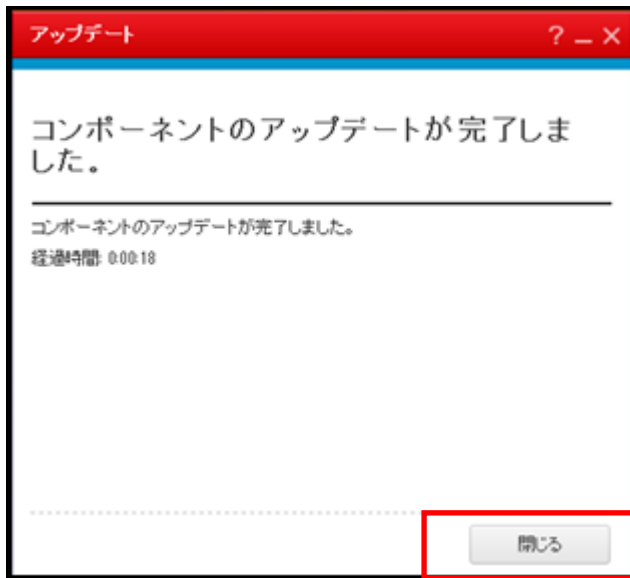 アップデート
コンポーネントのアップデートが完了しま
した。
コンポーネントのアップデートが完了しました。
経過時間: 0:00:18
閉じる